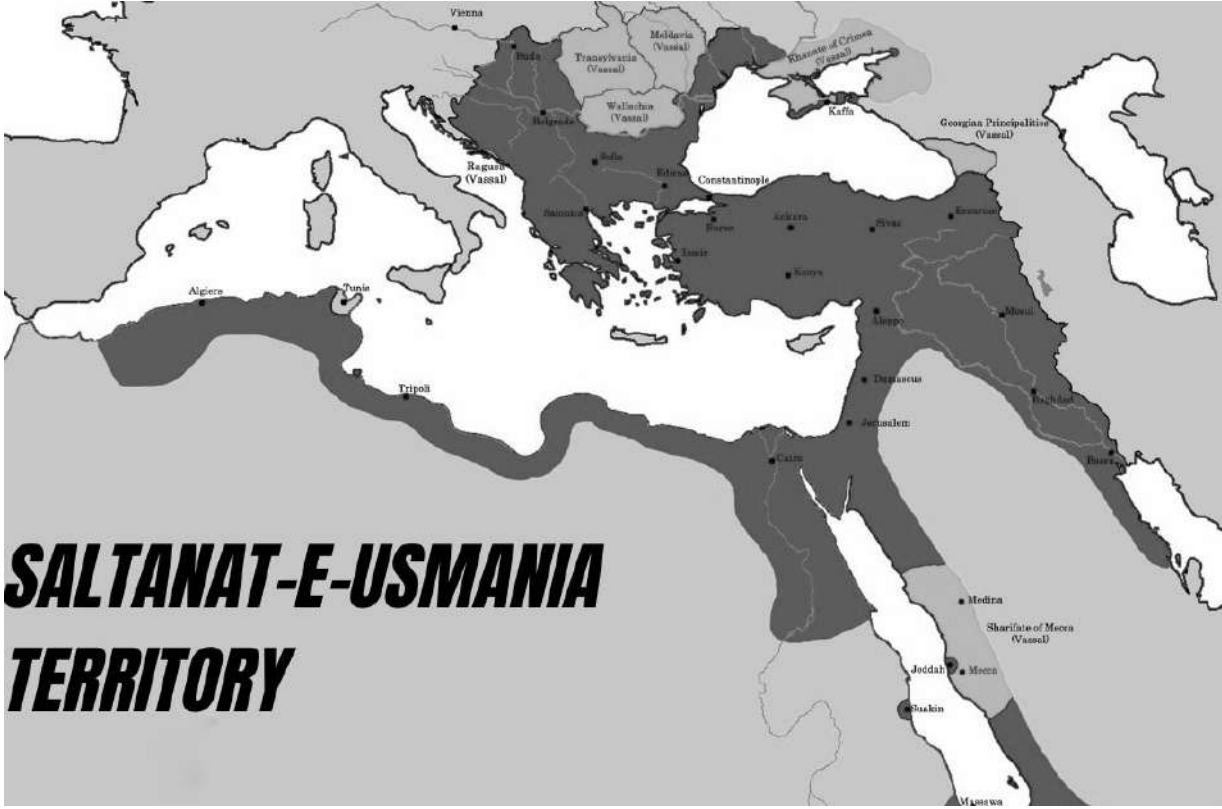 Vienna
Buda
Transylvania
(Vassal)
Moldavia
(Vassal)
Khanate of Crimea
(Vassal)
Wallachia
(Vassal)
Belgrade
Kaffa
Georgian Principalities
(Vassal)
Ragusa
(Vassal)
Sofia
Edirne
Constantinople
Salonica
Bursa
Ankara
Sivas
Erzurum
Izmir
Konya
Algiers
Tunis
Aleppo
Mosul
Tripoli
Damascus
Baghdad
Jerusalem
Cairo
Basra
SALTANAT-E-USMANIA
TERRITORY
Medina
Sharifate of Mecca
(Vassal)
Jeddah
Mecca
Suakin
Massawa